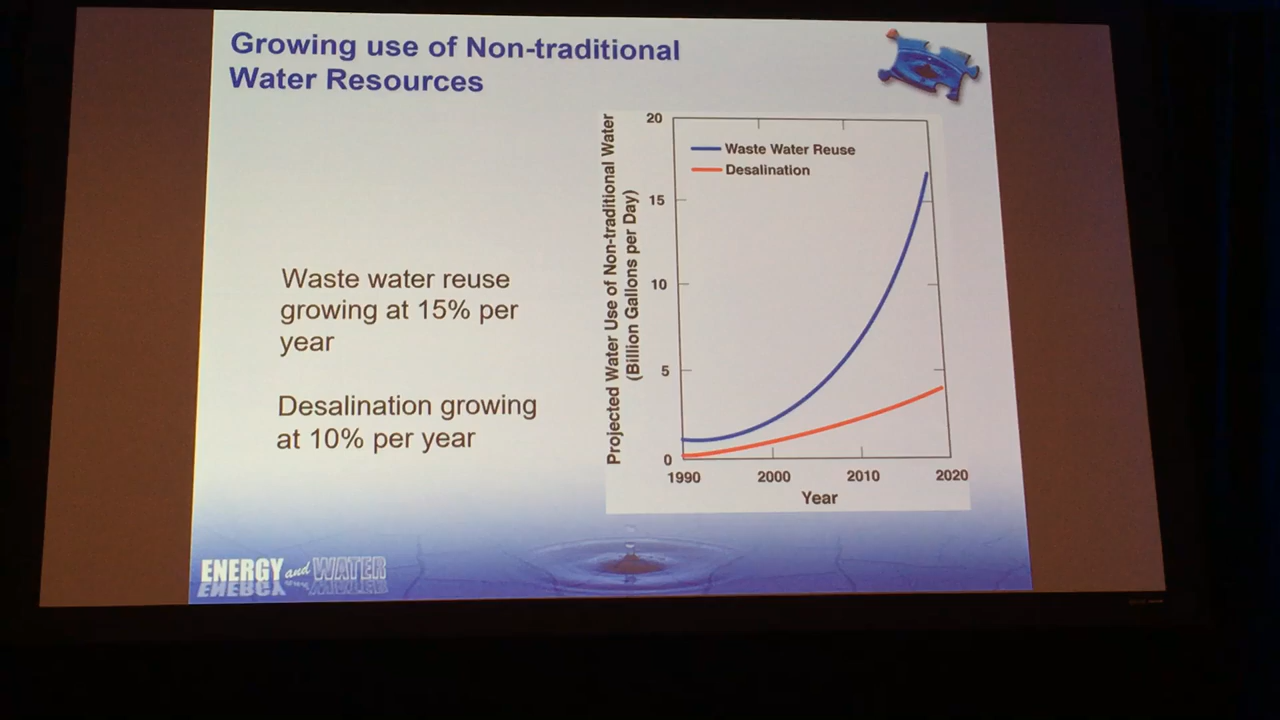 Growing use of Non-traditional
Water Resources
Waste water reuse
growing at 15% per
year
Desalination growing
at 10% per year
Projected Water Use of Non-traditional Water
(Billion Gallons per Day)
20
15
10
5
0
Waste Water Reuse
Desalination
1990 2000 2010 2020
Year
ENERGY and WATER